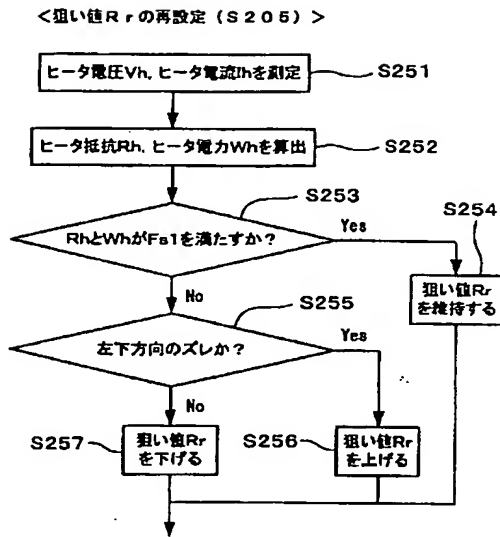 ＜狙い値Ｒｒの再設定（Ｓ２０５）＞
ヒータ電圧Vh, ヒータ電流Ihを測定
S251
ヒータ抵抗Rh, ヒータ電力Whを算出
S252
S253
RhとWhがFs1を満たすか？
Yes
S254
狙い値Rr
を維持する
No
S255
左下方向のズレか？
Yes
No
S257
狙い値Rr
を下げる
S256
狙い値Rr
を上げる